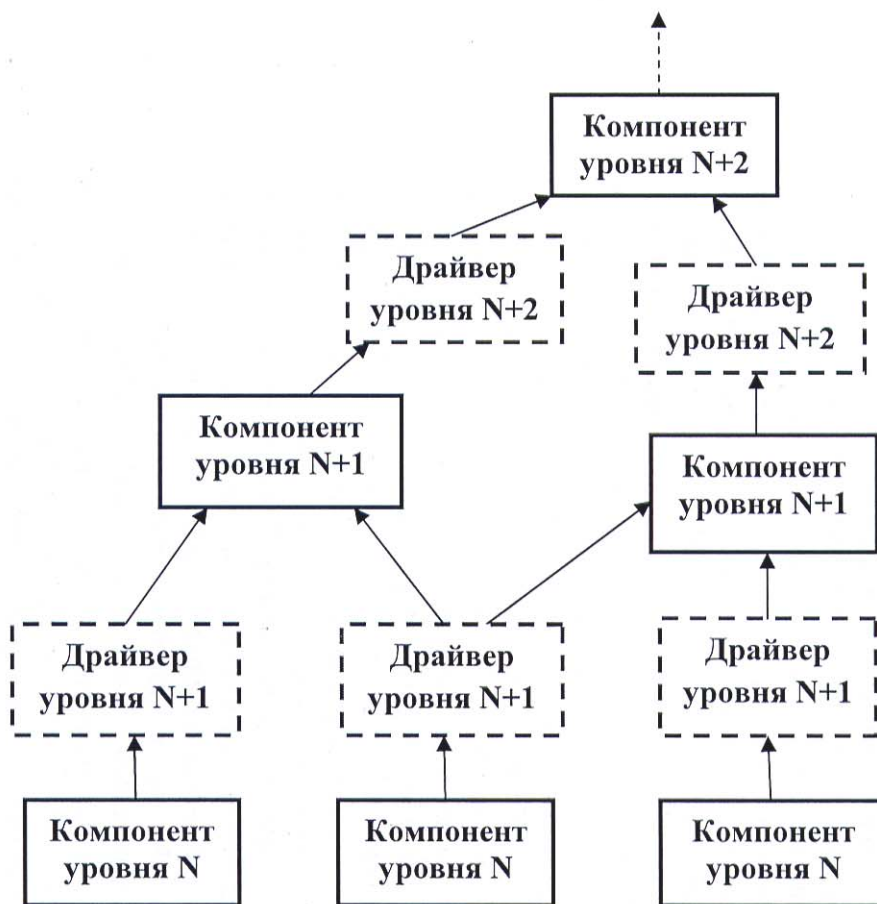 Компонент
уровня N+2
Драйвер
уровня N+2
Драйвер
уровня N+2
Компонент
уровня N+1
Компонент
уровня N+1
Драйвер
уровня N+1
Драйвер
уровня N+1
Драйвер
уровня N+1
Компонент
уровня N
Компонент
уровня N
Компонент
уровня N